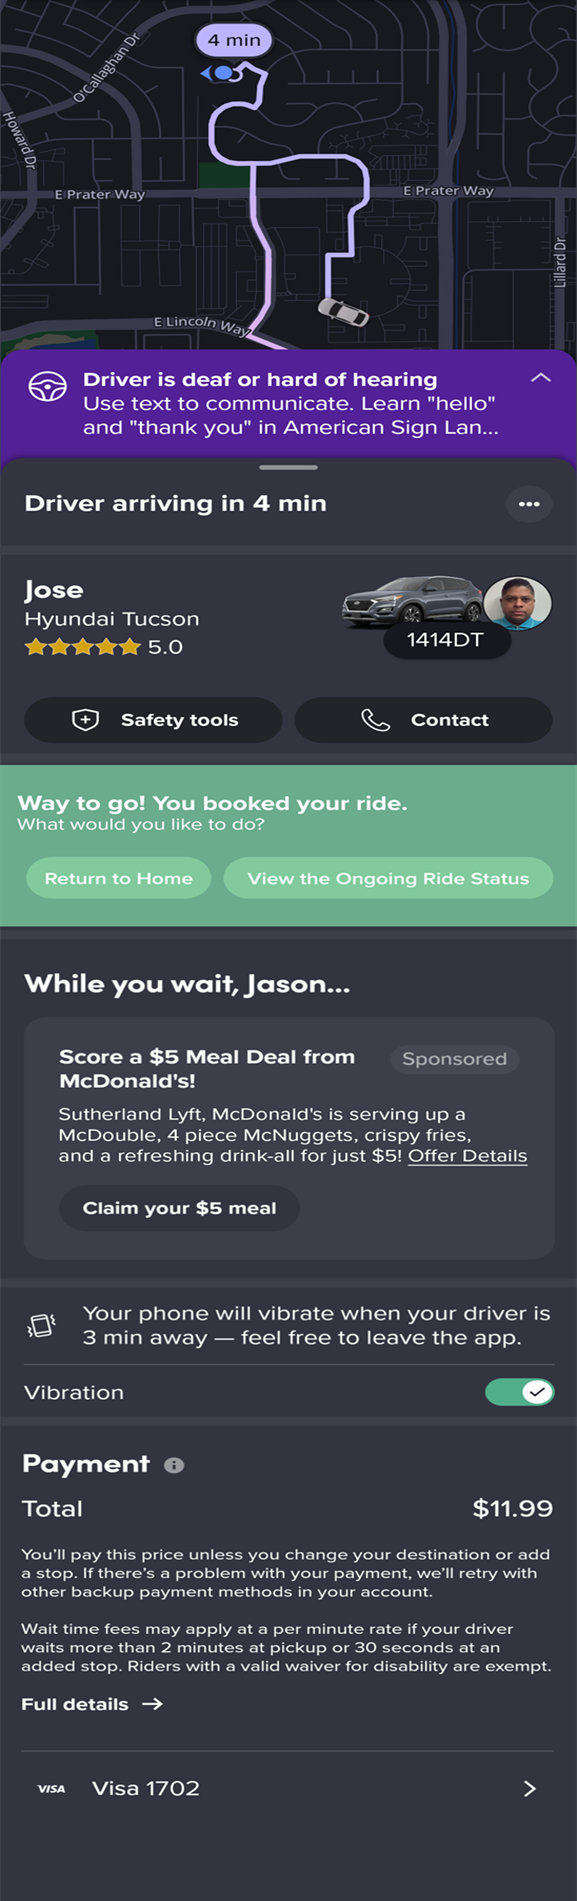 4 min
O'Callaghan Dr
Howard Dr
E Prater Way
E Prater Way
Lillard Dr
E Lincoln Way
Driver is deaf or hard of hearing
Use text to communicate. Learn "hello"
and "thank you" in American Sign Lan...
Driver arriving in 4 min
Jose
Hyundai Tucson
5.0
1414DT
Safety tools
Contact
Way to go! You booked your ride.
What would you like to do?
Return to Home
View the Ongoing Ride Status
While you wait, Jason...
Score a $5 Meal Deal from
McDonald's!
Sponsored
Sutherland Lyft, McDonald's is serving up a
McDouble, 4 piece McNuggets, crispy fries,
and a refreshing drink-all for just $5! Offer Details
Claim your $5 meal
Your phone will vibrate when your driver is
3 min away — feel free to leave the app.
Vibration
Payment
Total
$11.99
You'll pay this price unless you change your destination or add
a stop. If there's a problem with your payment, we'll retry with
other backup payment methods in your account.
Wait time fees may apply at a per minute rate if your driver
waits more than 2 minutes at pickup or 30 seconds at an
added stop. Riders with a valid waiver for disability are exempt.
Full details →
VISA
Visa 1702